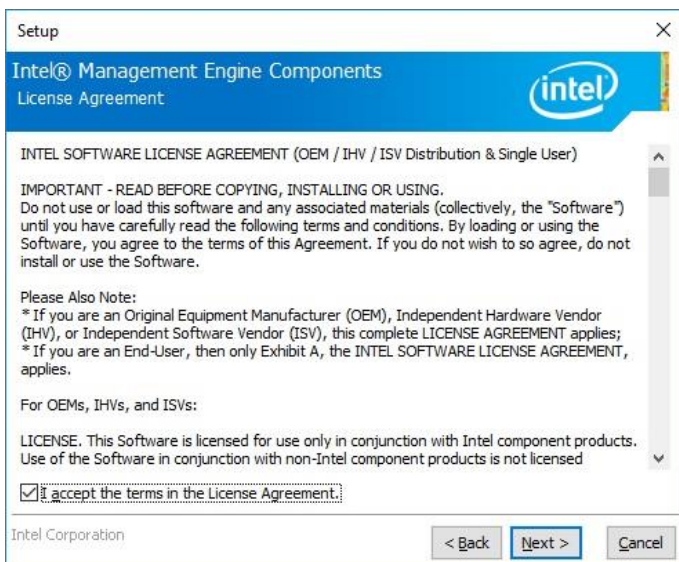 Setup
Intel® Management Engine Components
License Agreement
intel
INTEL SOFTWARE LICENSE AGREEMENT (OEM / IHV / ISV Distribution & Single User)
IMPORTANT - READ BEFORE COPYING, INSTALLING OR USING.
Do not use or load this software and any associated materials (collectively, the "Software")
until you have carefully read the following terms and conditions. By loading or using the
Software, you agree to the terms of this Agreement. If you do not wish to so agree, do not
install or use the Software.
Please Also Note:
* If you are an Original Equipment Manufacturer (OEM), Independent Hardware Vendor
(IHV), or Independent Software Vendor (ISV), this complete LICENSE AGREEMENT applies;
* If you are an End-User, then only Exhibit A, the INTEL SOFTWARE LICENSE AGREEMENT,
applies.
For OEMs, IHVs, and ISVs:
LICENSE. This Software is licensed for use only in conjunction with Intel component products.
Use of the Software in conjunction with non-Intel component products is not licensed
I accept the terms in the License Agreement.
Intel Corporation
< Back
Next >
Cancel